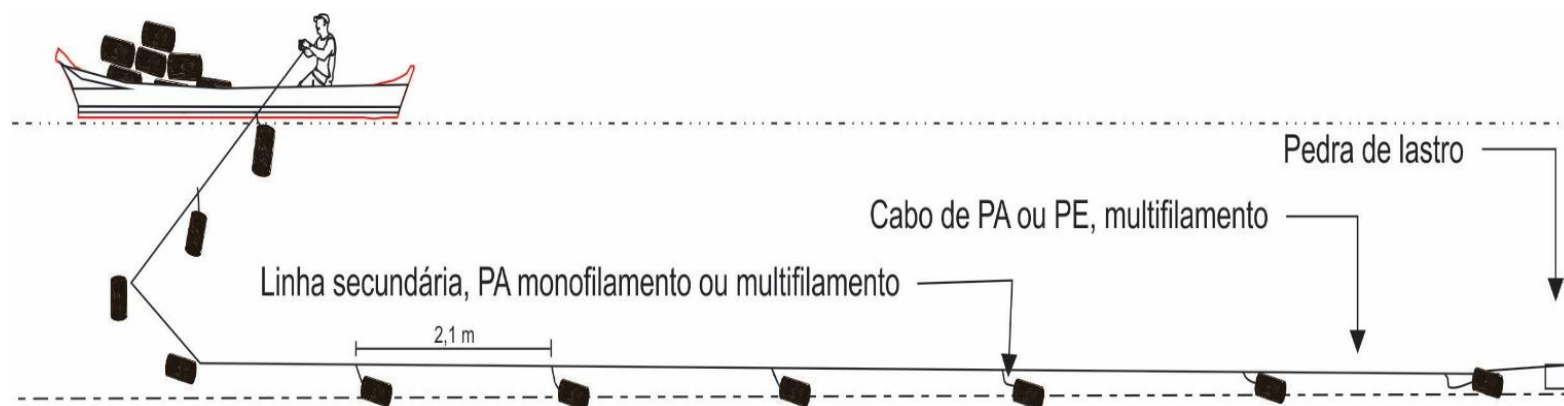 Pedra de lastro
Cabo de PA ou PE, multifilamento
Linha secundária, PA monofilamento ou multifilamento
2,1 m